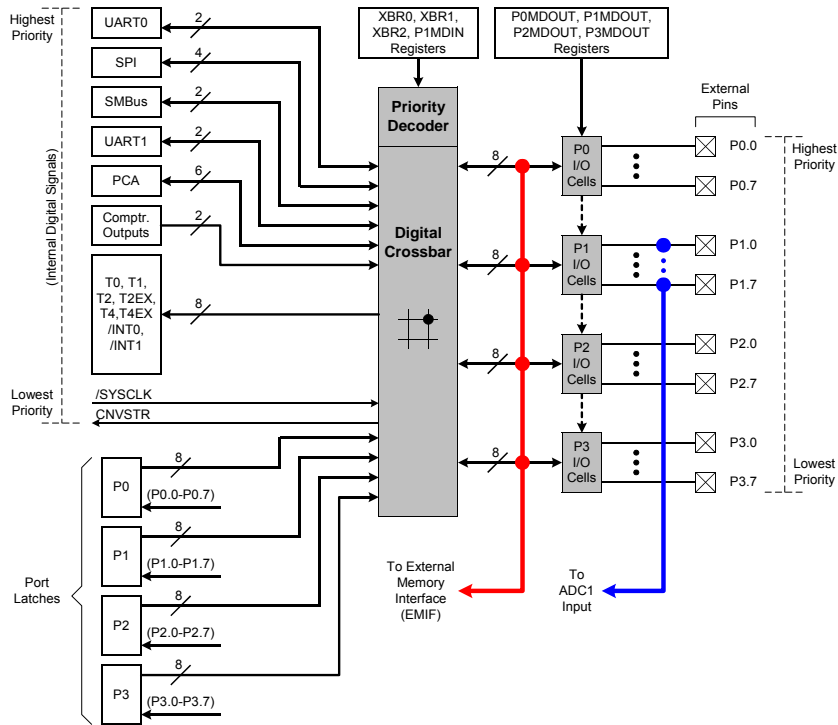 Highest
Priority
(Internal Digital Signals)
Lowest
Priority
UART0
2
SPI
4
SMBus
2
UART1
2
PCA
6
Comptr.
Outputs
2
T0, T1,
T2, T2EX,
T4,T4EX
/INT0,
/INT1
8
/SYSCLK
CNVSTR
XBR0, XBR1,
XBR2, P1MDIN
Registers
P0MDOUT, P1MDOUT,
P2MDOUT, P3MDOUT
Registers
Priority
Decoder
Digital
Crossbar
8
8
8
8
P0
I/O
Cells
P1
I/O
Cells
P2
I/O
Cells
P3
I/O
Cells
External
Pins
P0.0
P0.7
P1.0
P1.7
P2.0
P2.7
P3.0
P3.7
Highest
Priority
Lowest
Priority
Port
Latches
P0
8
(P0.0-P0.7)
P1
8
(P1.0-P1.7)
P2
8
(P2.0-P2.7)
P3
8
(P3.0-P3.7)
To External
Memory
Interface
(EMIF)
To
ADC1
Input